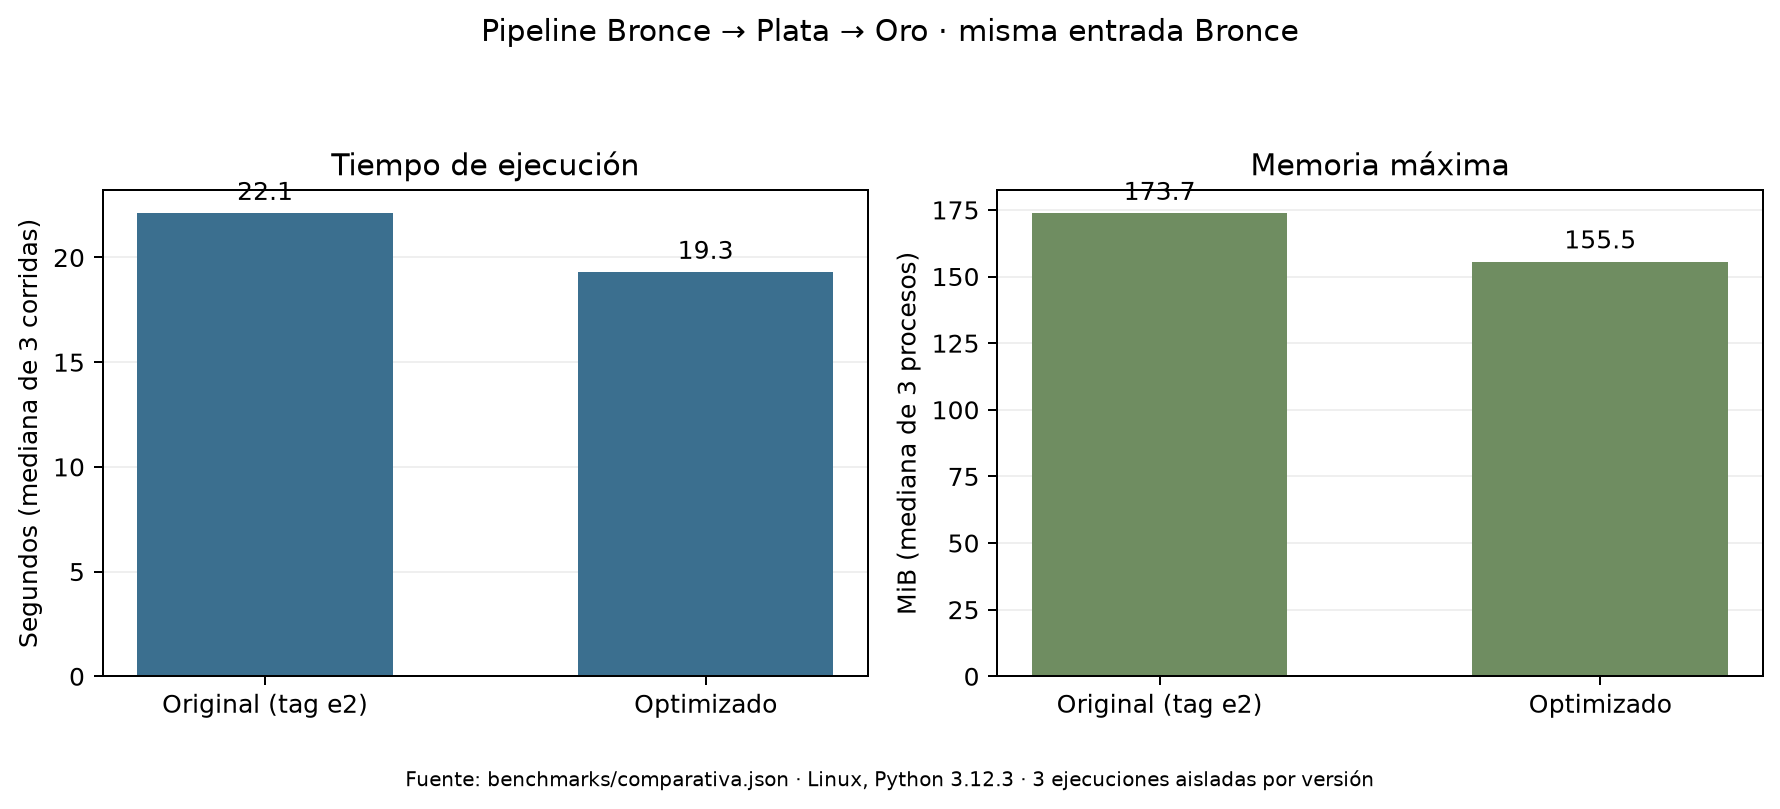 Pipeline Bronce → Plata → Oro · misma entrada Bronce
Tiempo de ejecución
22.1
19.3
Segundos (mediana de 3 corridas)
20
15
10
5
0
Original (tag e2)
Optimizado
Memoria máxima
173.7
155.5
MiB (mediana de 3 procesos)
175
150
125
100
75
50
25
0
Original (tag e2)
Optimizado
Fuente: benchmarks/comparativa.json · Linux, Python 3.12.3 · 3 ejecuciones aisladas por versión